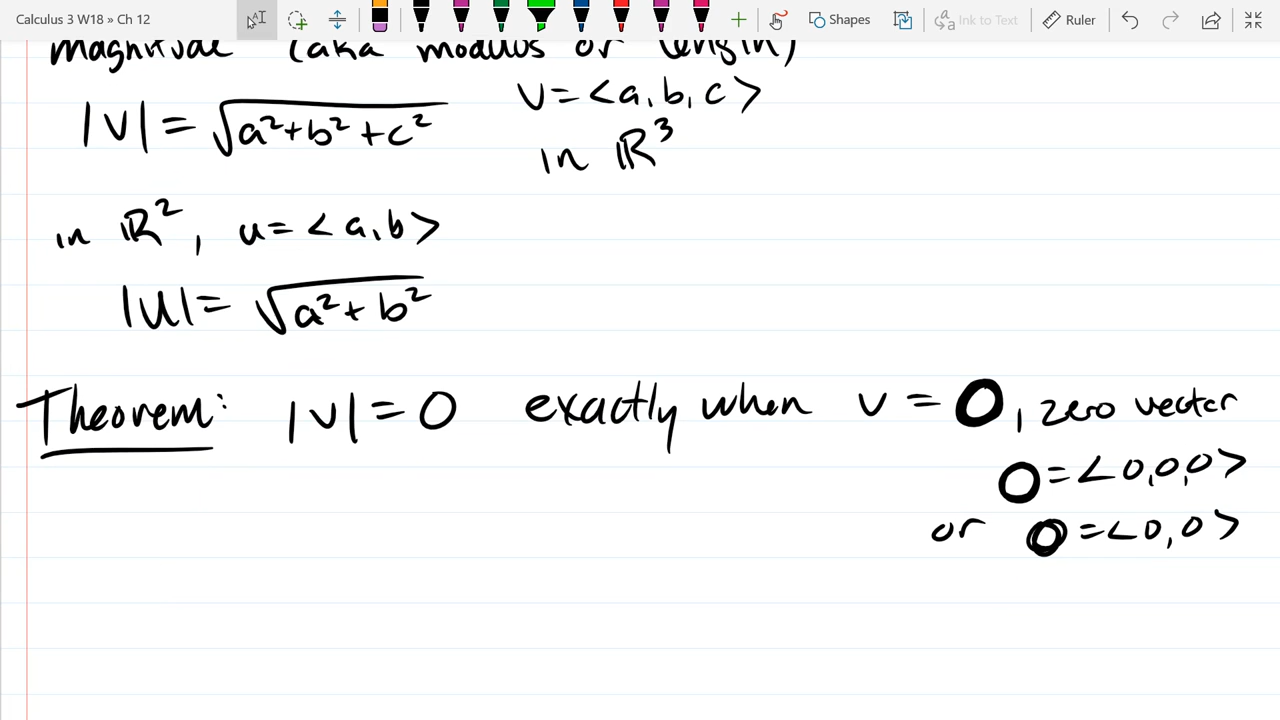 Calculus 3 W18 » Ch 12
Shapes
Link to Text
Ruler
magnitude (aka modulus or length)
|v| = √a²+b²+c²
v = <a, b, c>
in ℝ³
in ℝ², u = <a, b>
|u| = √a²+b²
Theorem: |v| = 0 exactly when v = 0, zero vector
0 = <0, 0, 0>
or 0 = <0, 0>